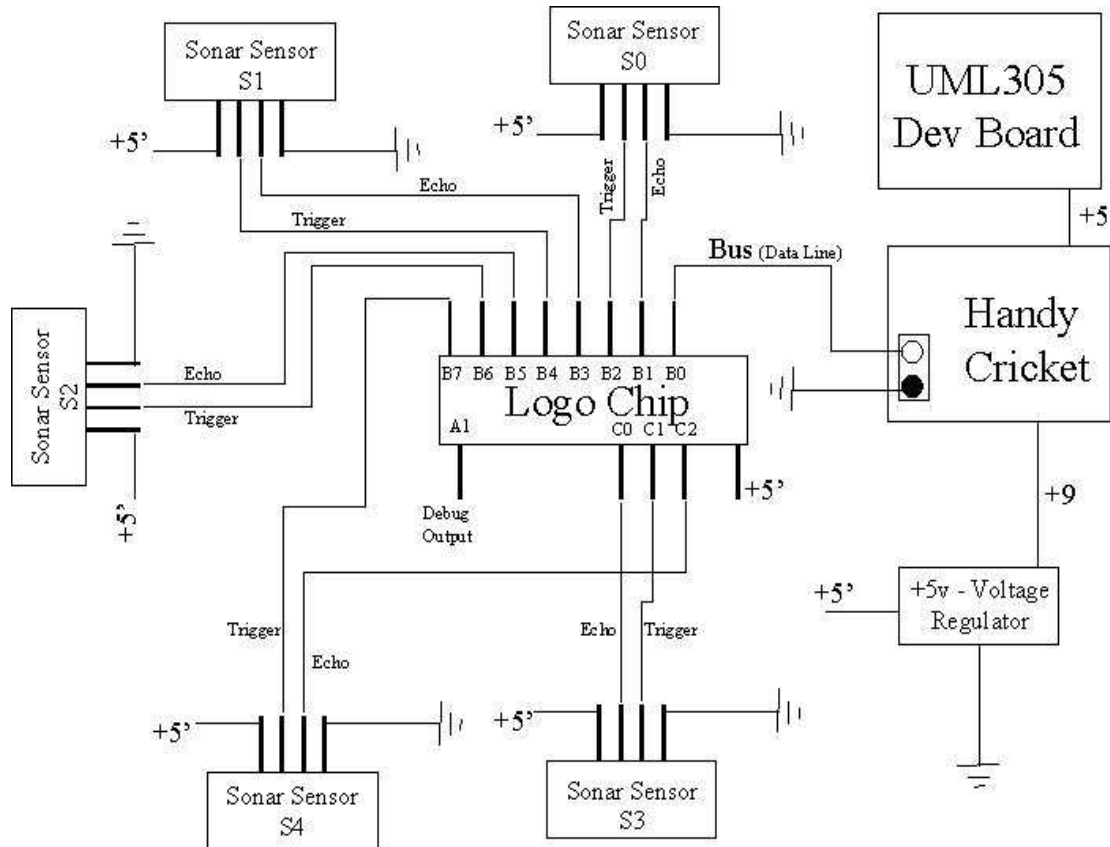 Sonar Sensor
S1
+5’
Sonar Sensor
S0
+5’
UML305
Dev Board
+5
Echo
Trigger
Trigger
Echo
Bus (Data Line)
Handy
Cricket
Sonar Sensor
S2
Echo
Trigger
+5’
B7 B6 B5 B4 B3 B2 B1 B0
Logo Chip
A1
C0 C1 C2
+5’
Debug
Output
+9
+5’
+5v - Voltage
Regulator
Trigger
Echo
Echo
Trigger
+5’
Sonar Sensor
S4
+5’
Sonar Sensor
S3